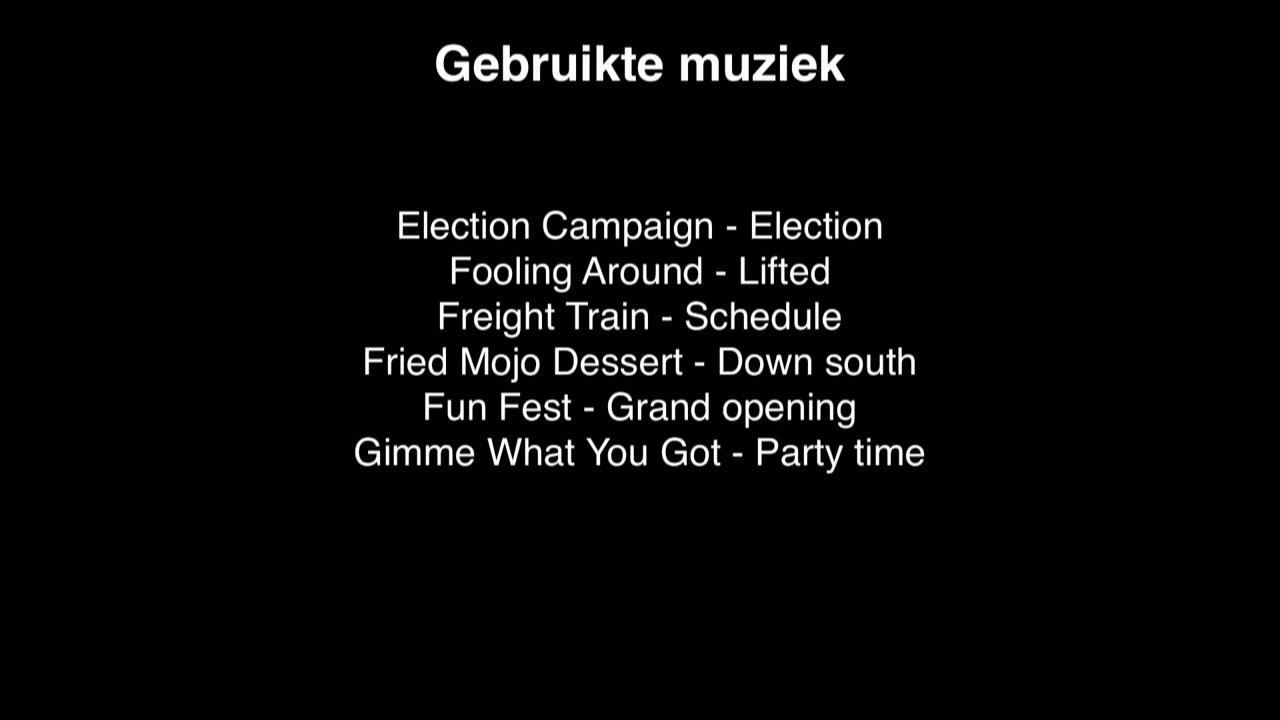 Gebruikte muziek
Election Campaign - Election
Fooling Around - Lifted
Freight Train - Schedule
Fried Mojo Dessert - Down south
Fun Fest - Grand opening
Gimme What You Got - Party time